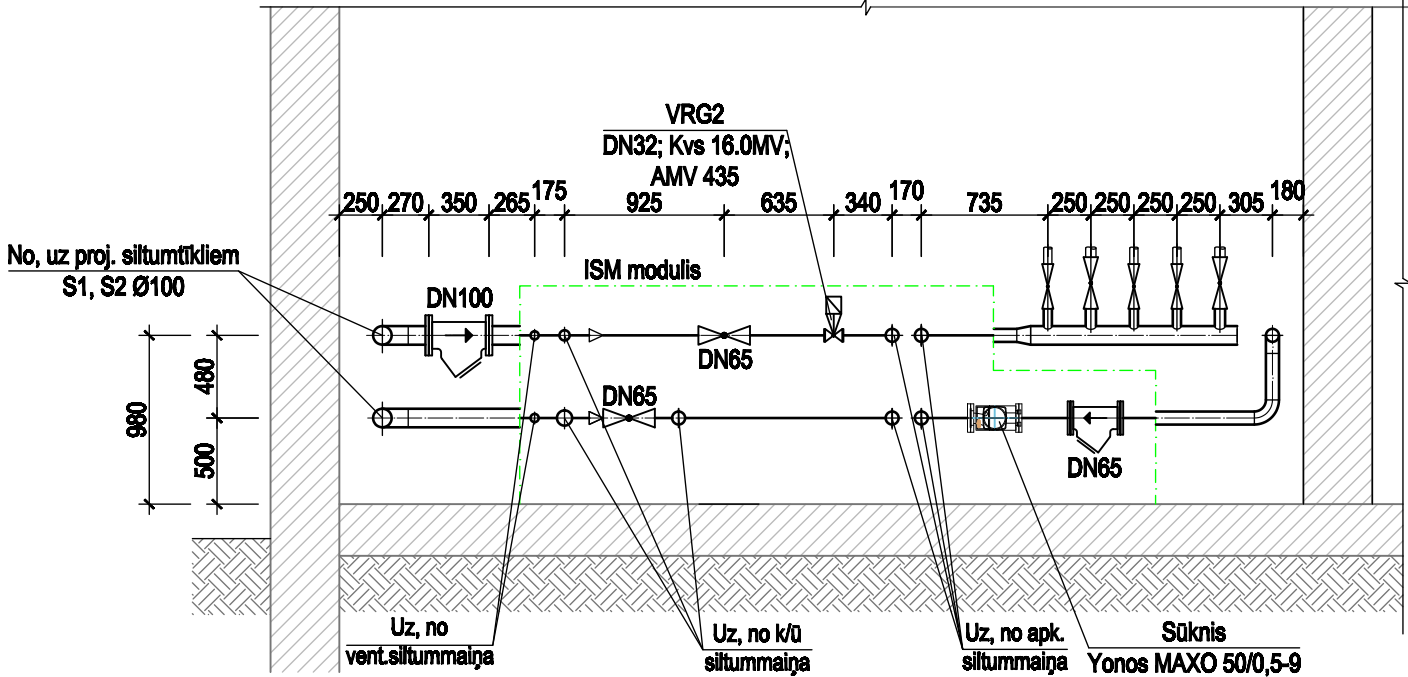 VRG2
DN32; Kvs 16.0MV;
AMV 435
250 270 350 265 175 925 635 340 170 735 250 250 250 250 305 180
No, uz proj. siltumtīkliem
S1, S2 Ø100
ISM modulis
DN100
DN65
480
980
DN65
500
DN65
Uz, no
vent.siltummaiņa
Uz, no k/ū
siltummaiņa
Uz, no apk.
siltummaiņa
Sūknis
Yonos MAXO 50/0,5-9